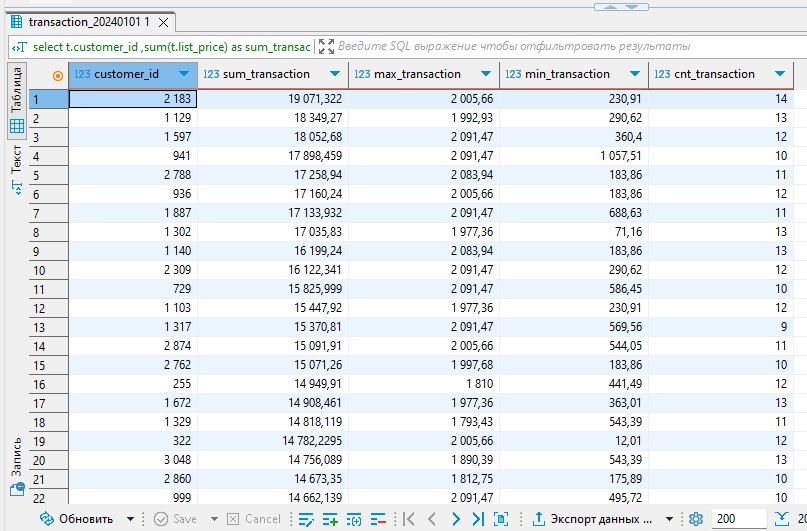 transaction_20240101 1
select t.customer_id ,sum(t.list_price) as sum_transac
Введите SQL выражение чтобы отфильтровать результаты
Таблица
Текст
Запись
123 customer_id 123 sum_transaction 123 max_transaction 123 min_transaction 123 cnt_transaction
1 2 183 19 071,322 2 005,66 230,91 14
2 1 129 18 349,27 1 992,93 290,62 13
3 1 597 18 052,68 2 091,47 360,4 12
4 941 17 898,459 2 091,47 1 057,51 10
5 2 788 17 258,94 2 083,94 183,86 11
6 936 17 160,24 2 005,66 183,86 12
7 1 887 17 133,932 2 091,47 688,63 11
8 1 302 17 035,83 1 977,36 71,16 13
9 1 140 16 199,24 2 083,94 183,86 13
10 2 309 16 122,341 2 091,47 290,62 12
11 729 15 825,999 2 091,47 586,45 10
12 1 103 15 447,92 1 977,36 230,91 12
13 1 317 15 370,81 2 091,47 569,56 9
14 2 874 15 091,91 2 005,66 544,05 11
15 2 762 15 071,26 1 997,68 183,86 10
16 255 14 949,91 1 810 441,49 12
17 1 672 14 908,461 1 977,36 363,01 13
18 1 329 14 818,119 1 793,43 543,39 11
19 322 14 782,2295 2 005,66 12,01 12
20 3 048 14 756,089 1 890,39 543,39 13
21 2 860 14 673,35 1 812,75 175,89 10
22 999 14 662,139 2 091,47 495,72 10
Обновить Save Cancel Экспорт данных ... 200